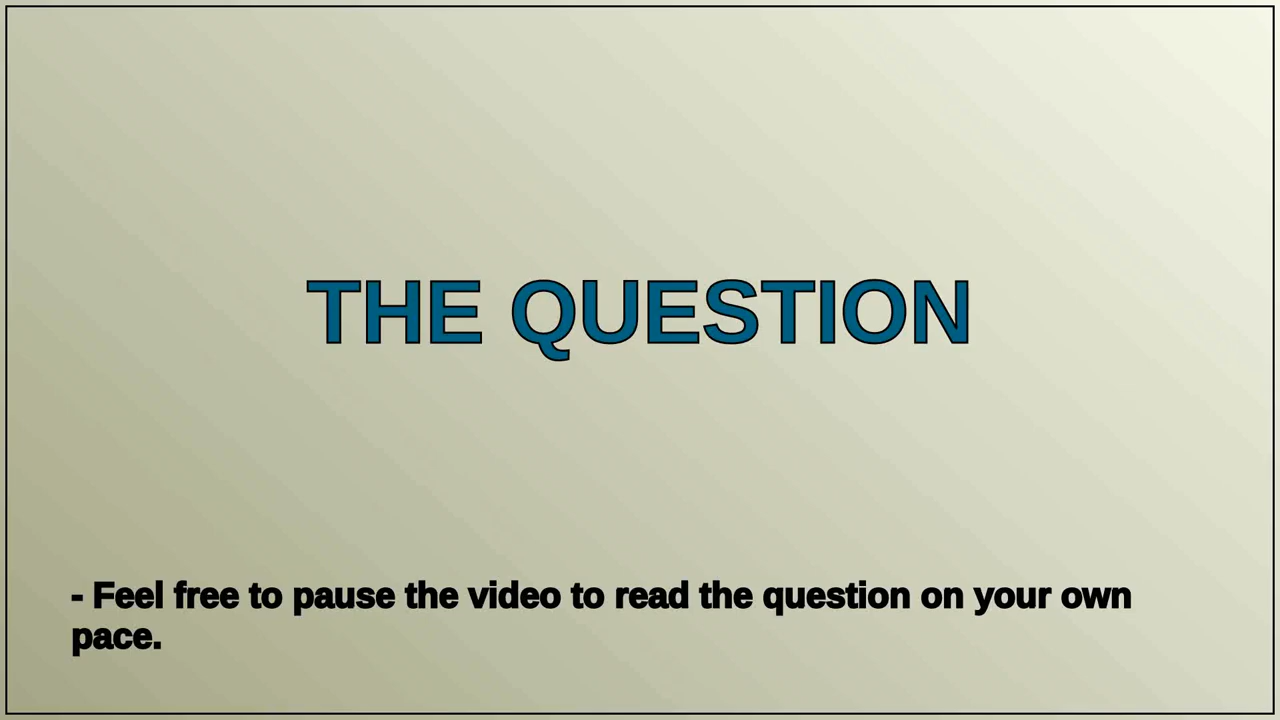 THE QUESTION
- Feel free to pause the video to read the question on your own
pace.